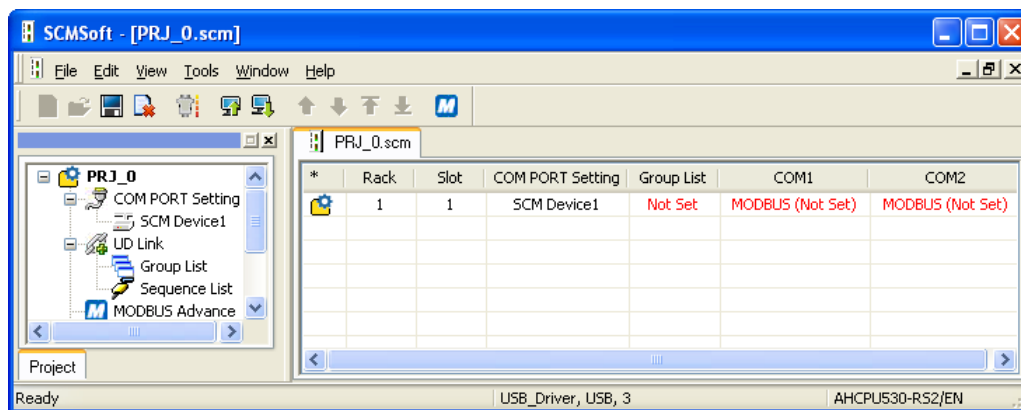 SCMSoft - [PRJ_0.scm]
File Edit View Tools Window Help
M
PRJ_0
COM PORT Setting
SCM Device1
UD Link
Group List
Sequence List
M MODBUS Advance
Project
PRJ_0.scm
* Rack Slot COM PORT Setting Group List COM1 COM2
1 1 SCM Device1 Not Set MODBUS (Not Set) MODBUS (Not Set)
Ready USB_Driver, USB, 3 AHCPU530-RS2/EN